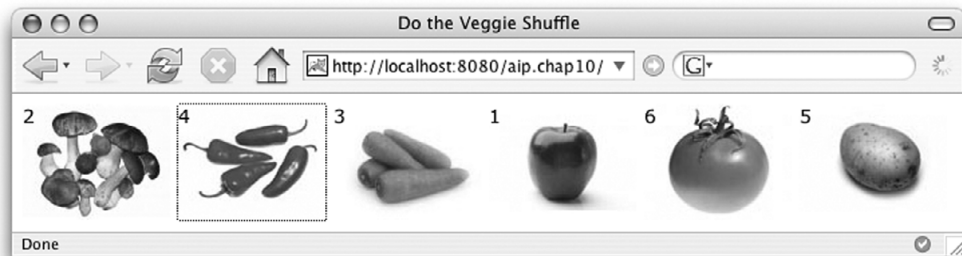 Do the Veggie Shuffle
http://localhost:8080/aip.chap10/
G
2 4 3 1 6 5
Done